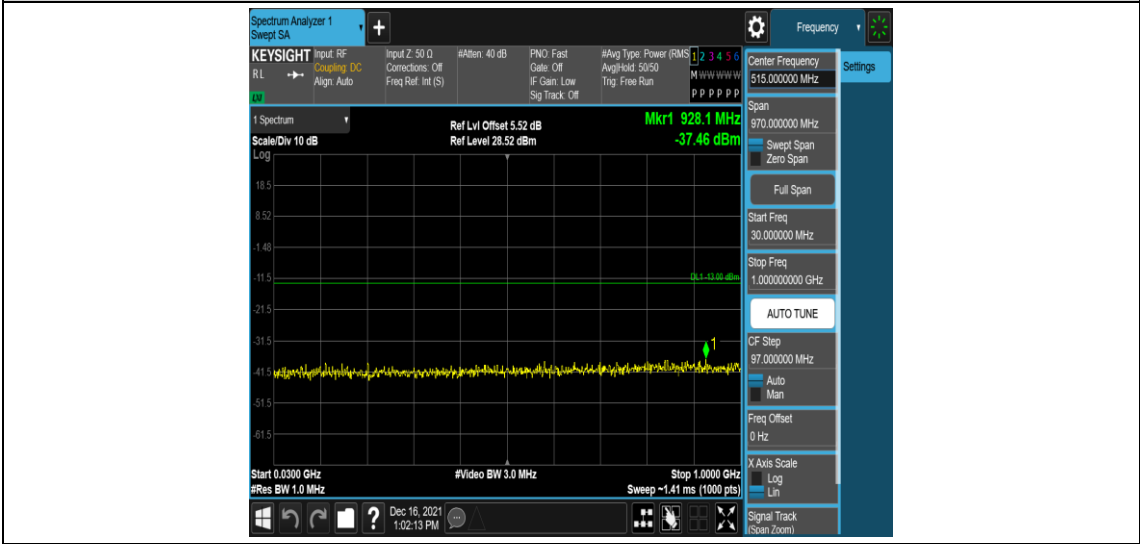 Spectrum Analyzer 1
Swept SA
+
Frequency
KEYSIGHT
RL
Input: RF
Coupling: DC
Align: Auto
Input Z: 50 Ω
Corrections: Off
Freq Ref: Int (S)
#Atten: 40 dB
PNO: Fast
Gate: Off
IF Gain: Low
Sig Track: Off
#Avg Type: Power (RMS
Avg|Hold: 50/50
Trig: Free Run
1 2 3 4 5 6
M W W W W W
P P P P P P
Center Frequency
515.000000 MHz
Settings
1 Spectrum
Scale/Div 10 dB
Log
Ref Lvl Offset 5.52 dB
Ref Level 28.52 dBm
Mkr1 928.1 MHz
-37.46 dBm
18.5
8.52
-1.48
-11.5
-21.5
-31.5
-41.5
-51.5
-61.5
DL1 -13.00 dBm
1
Start 0.0300 GHz
#Res BW 1.0 MHz
#Video BW 3.0 MHz
Stop 1.0000 GHz
Sweep ~1.41 ms (1000 pts)
Span
970.000000 MHz
Swept Span
Zero Span
Full Span
Start Freq
30.000000 MHz
Stop Freq
1.000000000 GHz
AUTO TUNE
CF Step
97.000000 MHz
Auto
Man
Freq Offset
0 Hz
X Axis Scale
Log
Lin
Signal Track
(Span Zoom)
?
Dec 16, 2021
1:02:13 PM